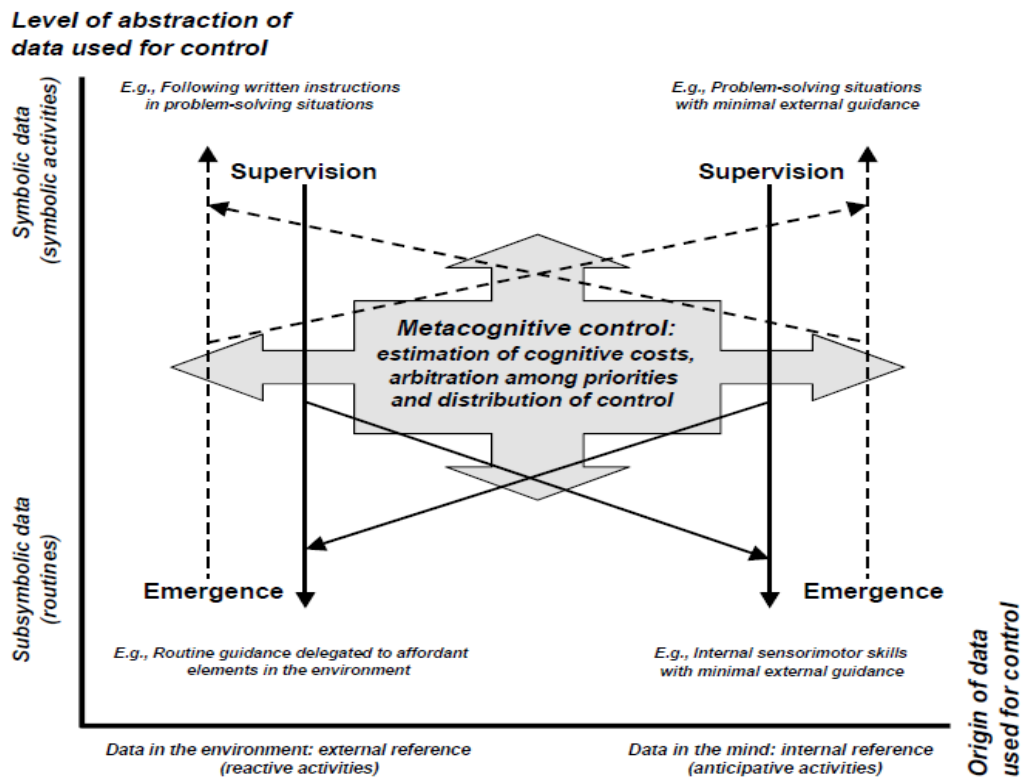 Level of abstraction of
data used for control
E.g., Following written instructions
in problem-solving situations
E.g., Problem-solving situations
with minimal external guidance
Symbolic data
(symbolic activities)
Supervision
Supervision
Metacognitive control:
estimation of cognitive costs,
arbitration among priorities
and distribution of control
Subsymbolic data
(routines)
Emergence
Emergence
E.g., Routine guidance delegated to affordant
elements in the environment
E.g., Internal sensorimotor skills
with minimal external guidance
Origin of data
used for control
Data in the environment: external reference
(reactive activities)
Data in the mind: internal reference
(anticipative activities)